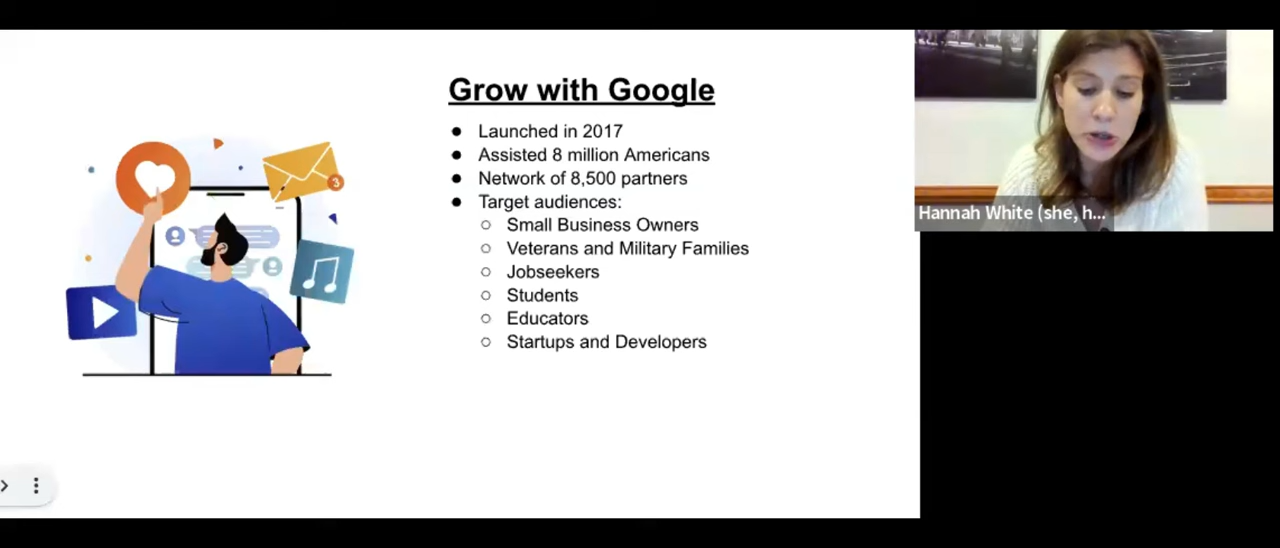 Grow with Google
● Launched in 2017
● Assisted 8 million Americans
● Network of 8,500 partners
● Target audiences:
○ Small Business Owners
○ Veterans and Military Families
○ Jobseekers
○ Students
○ Educators
○ Startups and Developers
3
Hannah White (she, h...